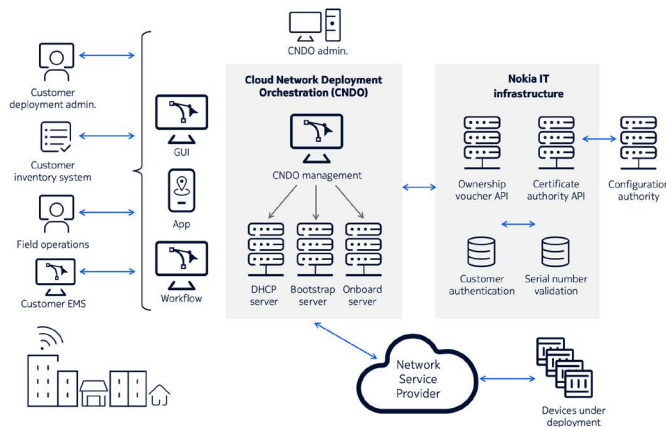 CNDO admin.
Customer
deployment admin.
Customer
inventory system
Field operations
Customer EMS
GUI
App
Workflow
Cloud Network Deployment
Orchestration (CNDO)
CNDO management
DHCP
server
Bootstrap
server
Onboard
server
Nokia IT
infrastructure
Ownership
voucher API
Certificate
authority API
Configuration
authority
Customer
authentication
Serial number
validation
Network
Service
Provider
Devices under
deployment